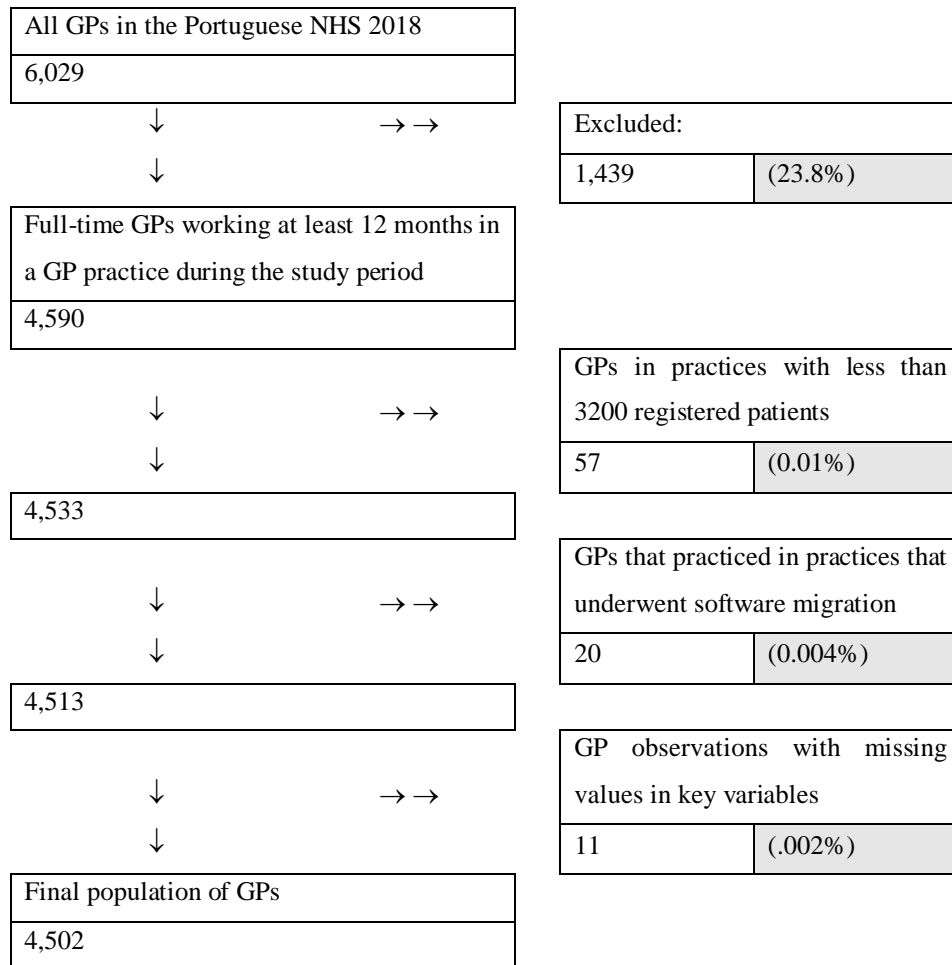 All GPs in the Portuguese NHS 2018
6,029
↓ → →
↓
Excluded:
1,439 (23.8%)
Full-time GPs working at least 12 months in
a GP practice during the study period
4,590
↓ → →
↓
GPs in practices with less than
3200 registered patients
57 (0.01%)
4,533
↓ → →
↓
GPs that practiced in practices that
underwent software migration
20 (0.004%)
4,513
↓ → →
↓
GP observations with missing
values in key variables
11 (.002%)
Final population of GPs
4,502